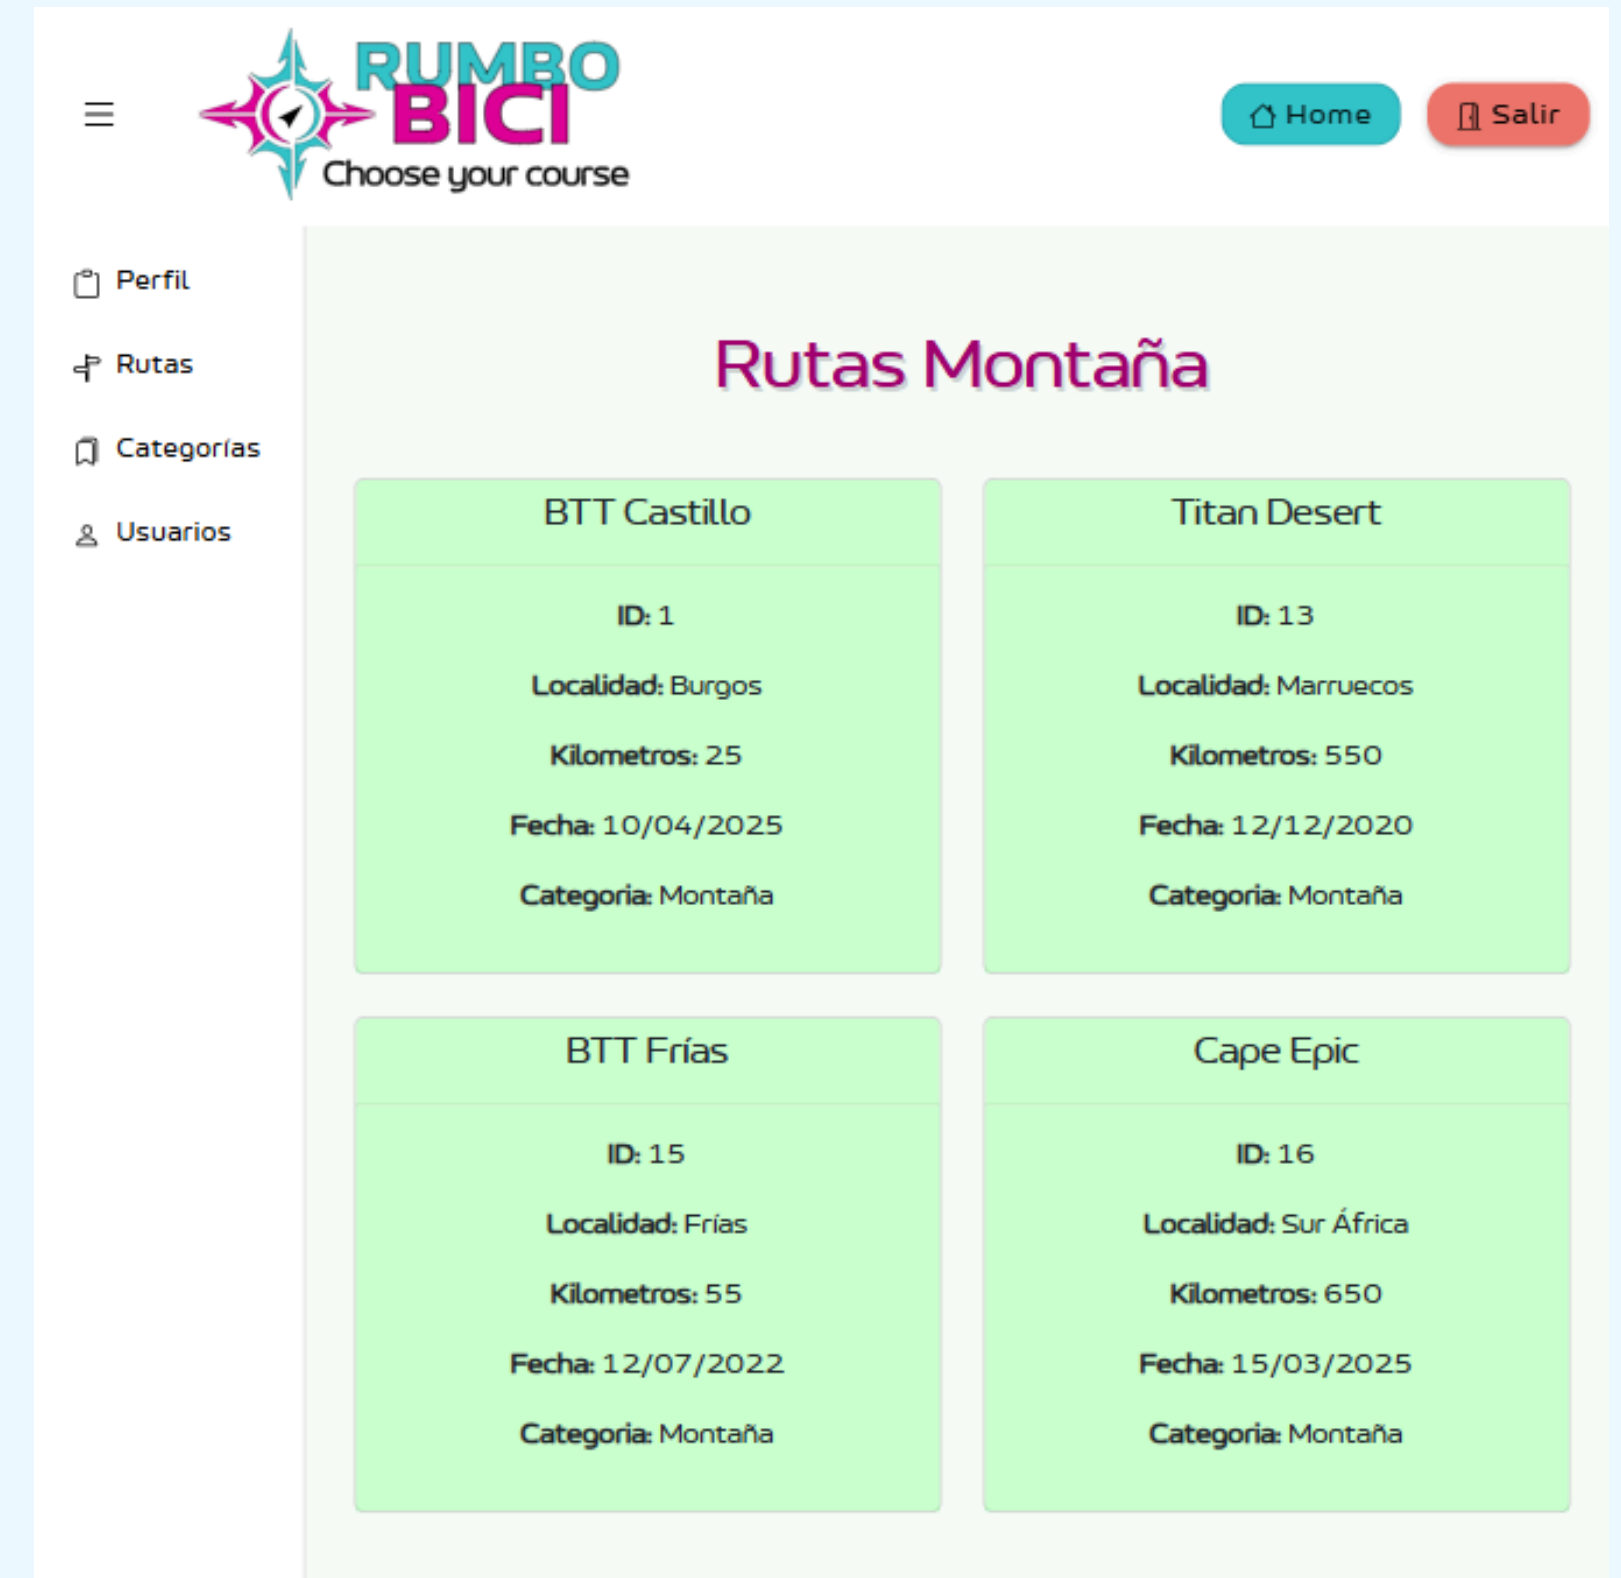 RUMBO
BICI
Choose your course
Home
Salir
Perfil
Rutas
Categorías
Usuarios
Rutas Montaña
BTT Castillo
ID: 1
Localidad: Burgos
Kilometros: 25
Fecha: 10/04/2025
Categoria: Montaña
Titan Desert
ID: 13
Localidad: Marruecos
Kilometros: 550
Fecha: 12/12/2020
Categoria: Montaña
BTT Frías
ID: 15
Localidad: Frías
Kilometros: 55
Fecha: 12/07/2022
Categoria: Montaña
Cape Epic
ID: 16
Localidad: Sur África
Kilometros: 650
Fecha: 15/03/2025
Categoria: Montaña